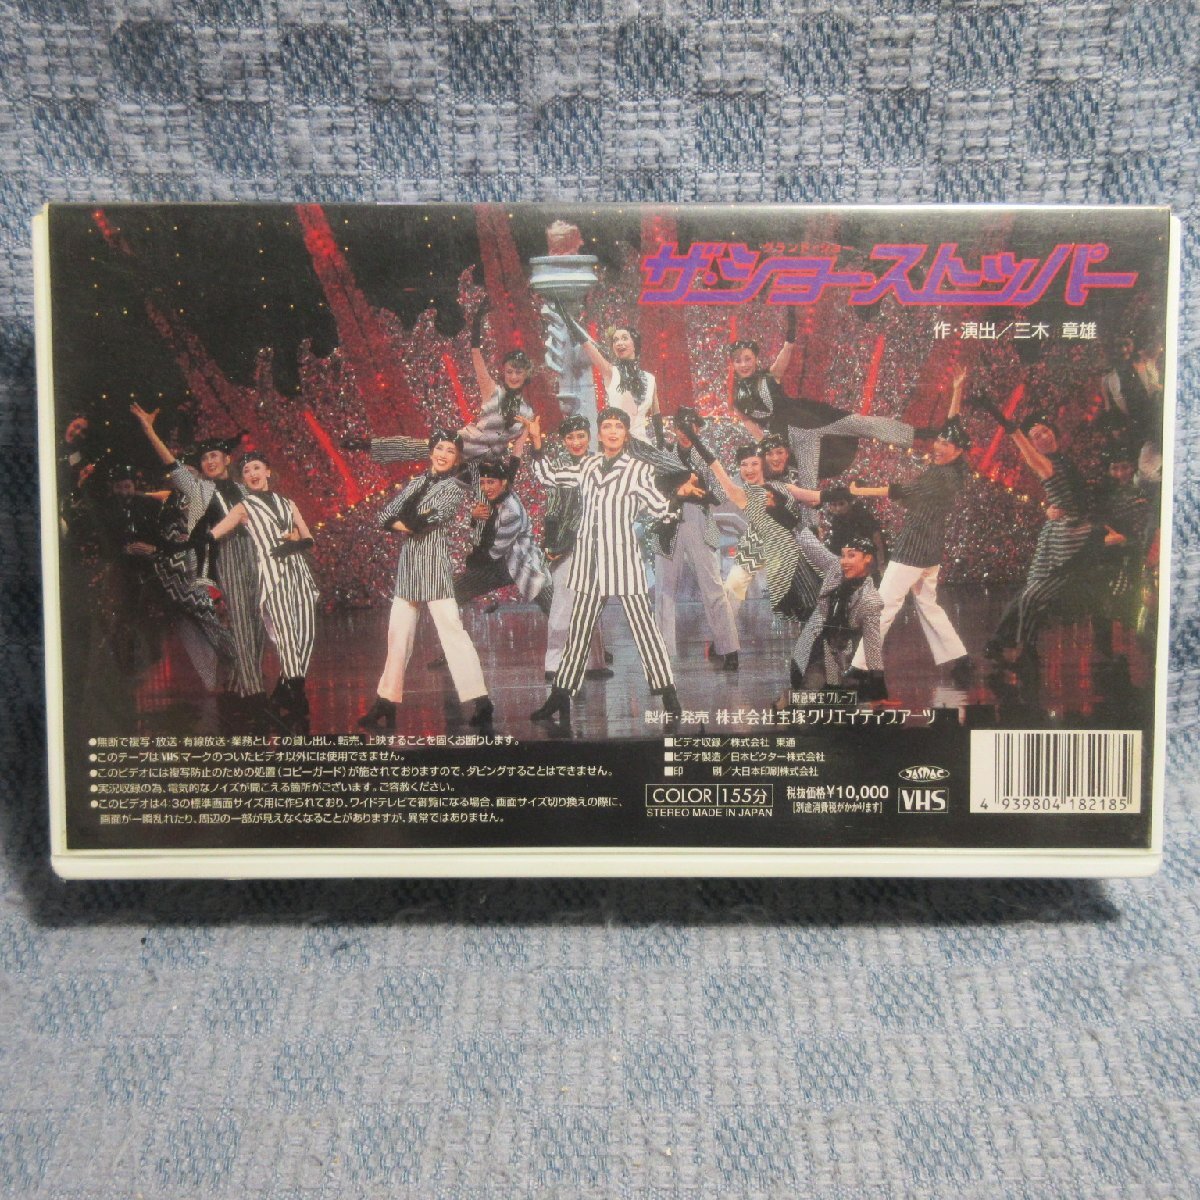 グランド・ショー
ザ・ショーストッパー
作・演出／三木 章雄
阪急東宝グループ
製作・発売 株式会社宝塚クリエイティブアーツ
●無断で複写・放送・有線放送・業務としての貸し出し、転売、上映することを固くお断りします。
●このテープはVHSマークのついたビデオ以外には使用できません。
●このビデオには複写防止のための処置（コピーガード）が施されておりますので、ダビングすることはできません。
●実況収録の為、電気的なノイズが聞こえる箇所がございます。ご容赦ください。
●このビデオは4:3の標準画面サイズ用に作られており、ワイドテレビで御覧になる場合、画面サイズ切り換えの際に、
画面が一瞬乱れたり、周辺の一部が見えなくなることがありますが、異常ではありません。
■ビデオ収録／株式会社 東通
■ビデオ製造／日本ビクター株式会社
■印 刷／大日本印刷株式会社
COLOR 155分
STEREO MADE IN JAPAN
税抜価格¥10,000
[別途消費税がかかります]
VHS
4 939804 182185